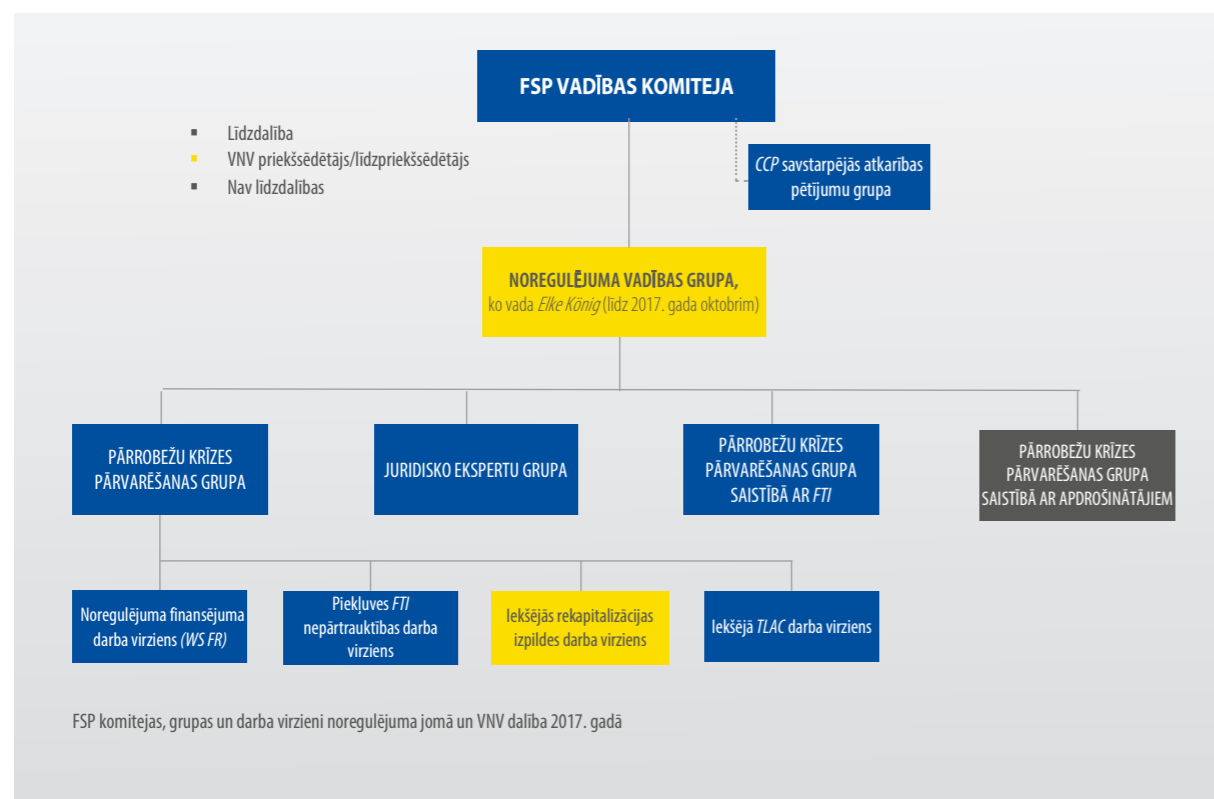 FSP VADĪBAS KOMITEJA
▪ Līdzdalība
▪ VNV priekšsēdētājs/līdzpriekšsēdētājs
▪ Nav līdzdalības
CCP savstarpējās atkarības
pētījumu grupa
NOREGULĒJUMA VADĪBAS GRUPA,
ko vada Elke König (līdz 2017. gada oktobrim)
PĀRROBEŽU KRĪZES
PĀRVARĒŠANAS GRUPA
JURIDISKO EKSPERTU GRUPA
PĀRROBEŽU KRĪZES
PĀRVARĒŠANAS GRUPA
SAISTĪBĀ AR FTI
PĀRROBEŽU KRĪZES
PĀRVARĒŠANAS GRUPA
SAISTĪBĀ AR APDROŠINĀTĀJIEM
Noregulējuma finansējuma
darba virziens (WS FR)
Piekļuves FTI
nepārtrauktības darba
virziens
Iekšējās rekapitalizācijas
izpildes darba virziens
Iekšējā TLAC darba virziens
FSP komitejas, grupas un darba virzieni noregulējuma jomā un VNV dalība 2017. gadā